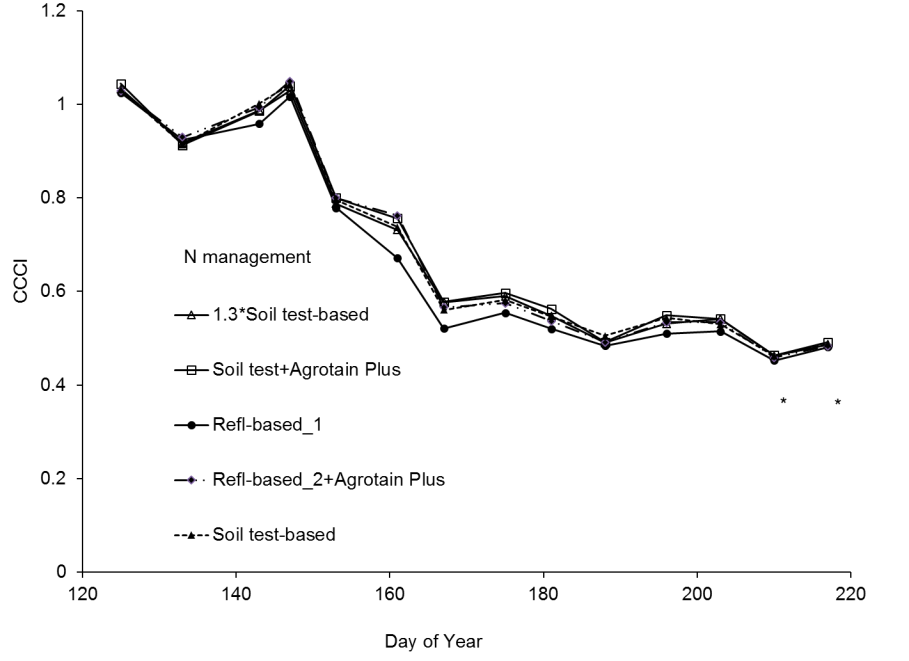 1.2
1
0.8
0.6
0.4
0.2
0
CCCI
N management
1.3*Soil test-based
Soil test+Agrotain Plus
Refl-based_1
Refl-based_2+Agrotain Plus
Soil test-based
* *
120 140 160 180 200 220
Day of Year